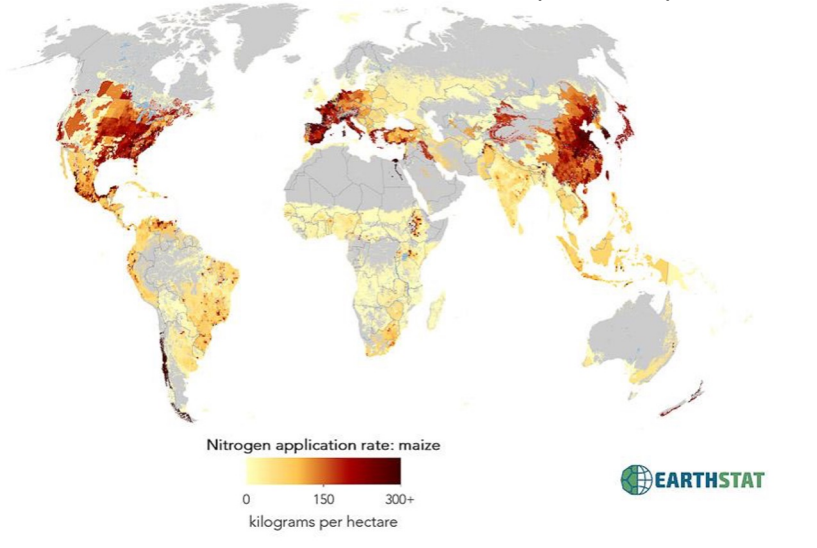 Nitrogen application rate: maize
0 150 300+
kilograms per hectare
EARTHSTAT